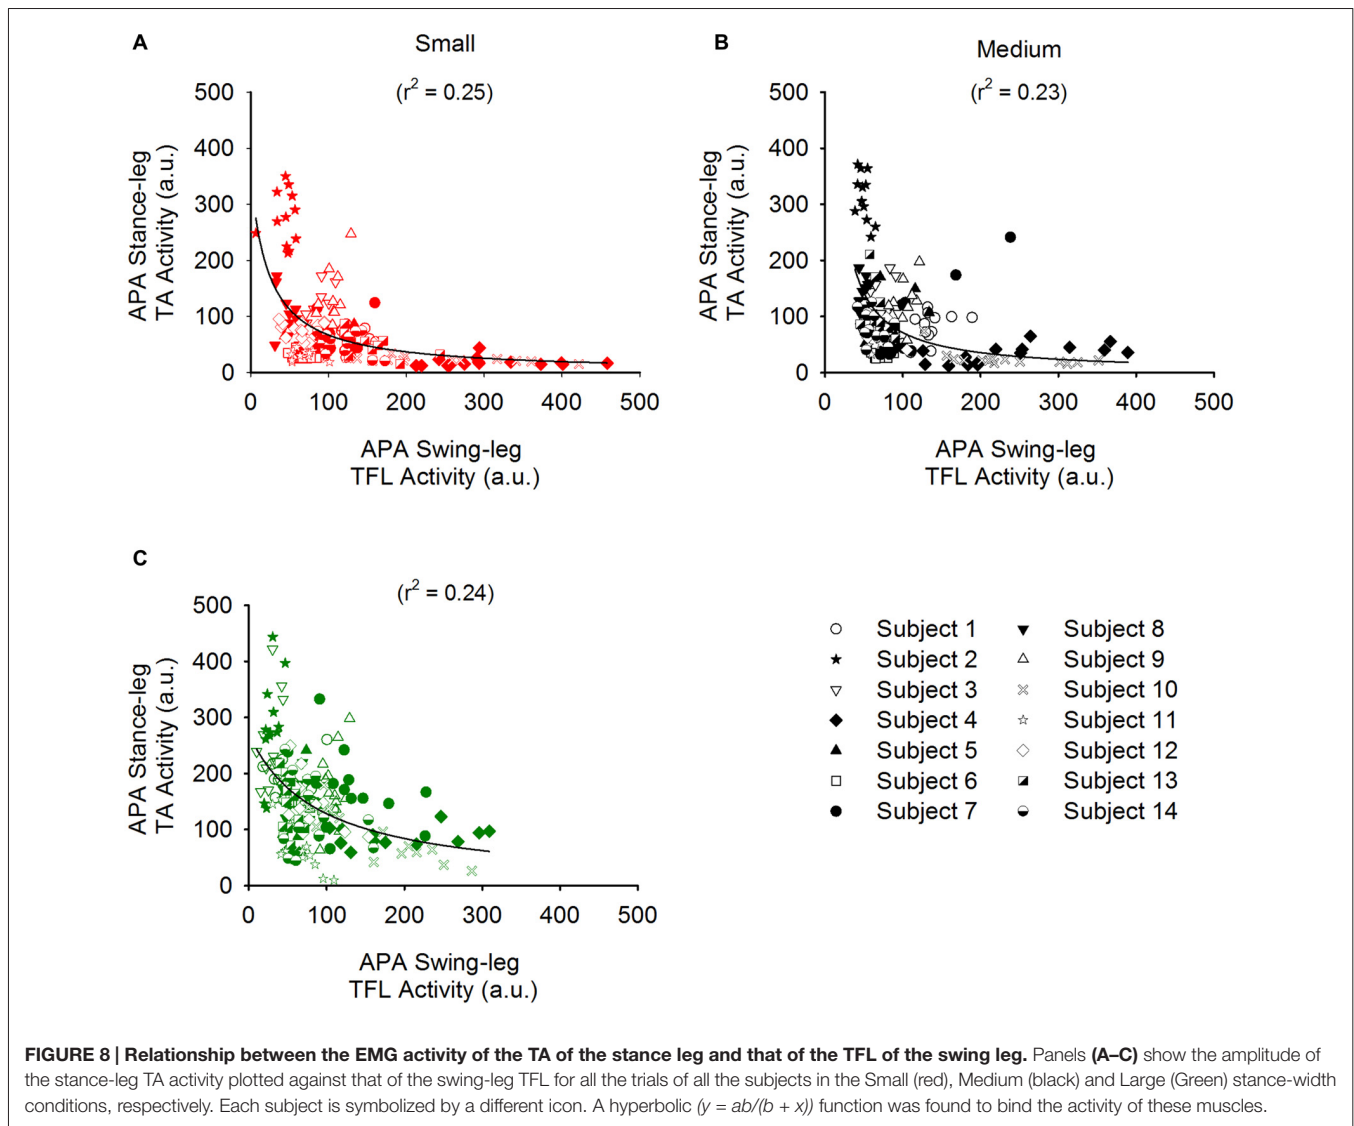 A
Small
(r² = 0.25)
500
400
300
200
100
0
APA Stance-leg
TA Activity (a.u.)
0 100 200 300 400 500
APA Swing-leg
TFL Activity (a.u.)
B
Medium
(r² = 0.23)
500
400
300
200
100
0
APA Stance-leg
TA Activity (a.u.)
0 100 200 300 400 500
APA Swing-leg
TFL Activity (a.u.)
C
(r² = 0.24)
500
400
300
200
100
0
APA Stance-leg
TA Activity (a.u.)
0 100 200 300 400 500
APA Swing-leg
TFL Activity (a.u.)
Subject 1
Subject 2
Subject 3
Subject 4
Subject 5
Subject 6
Subject 7
Subject 8
Subject 9
Subject 10
Subject 11
Subject 12
Subject 13
Subject 14
FIGURE 8 | Relationship between the EMG activity of the TA of the stance leg and that of the TFL of the swing leg. Panels (A–C) show the amplitude of
the stance-leg TA activity plotted against that of the swing-leg TFL for all the trials of all the subjects in the Small (red), Medium (black) and Large (Green) stance-width
conditions, respectively. Each subject is symbolized by a different icon. A hyperbolic (y = ab/(b + x)) function was found to bind the activity of these muscles.